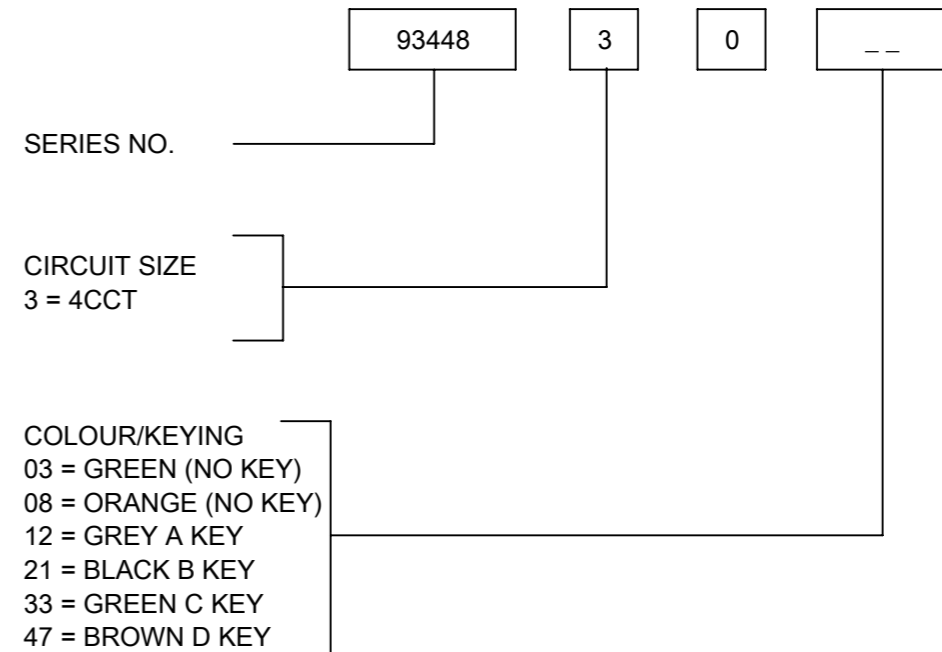 93448 3 0 _ _
SERIES NO.
CIRCUIT SIZE
3 = 4CCT
COLOUR/KEYING
03 = GREEN (NO KEY)
08 = ORANGE (NO KEY)
12 = GREY A KEY
21 = BLACK B KEY
33 = GREEN C KEY
47 = BROWN D KEY